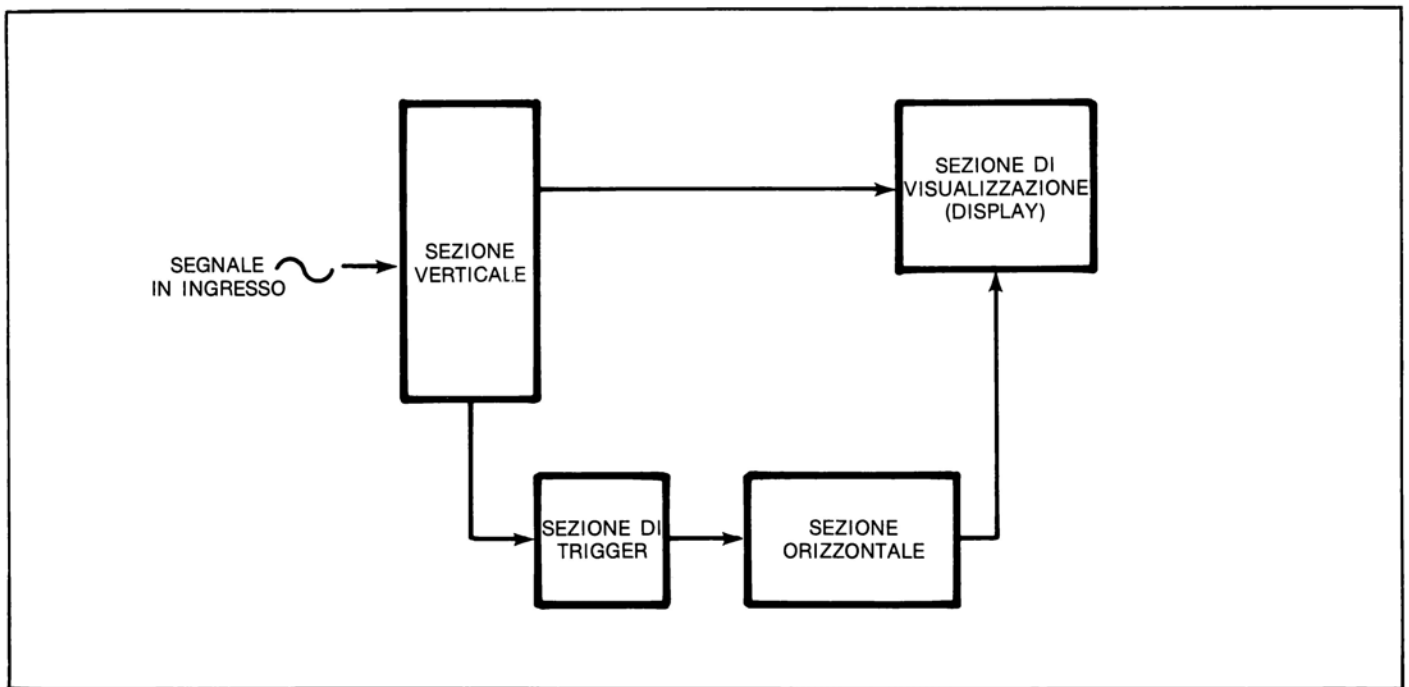 SEZIONE DI
VISUALIZZAZIONE
(DISPLAY)
SEZIONE
VERTICALE
SEGNALE
IN INGRESSO
SEZIONE DI
TRIGGER
SEZIONE
ORIZZONTALE